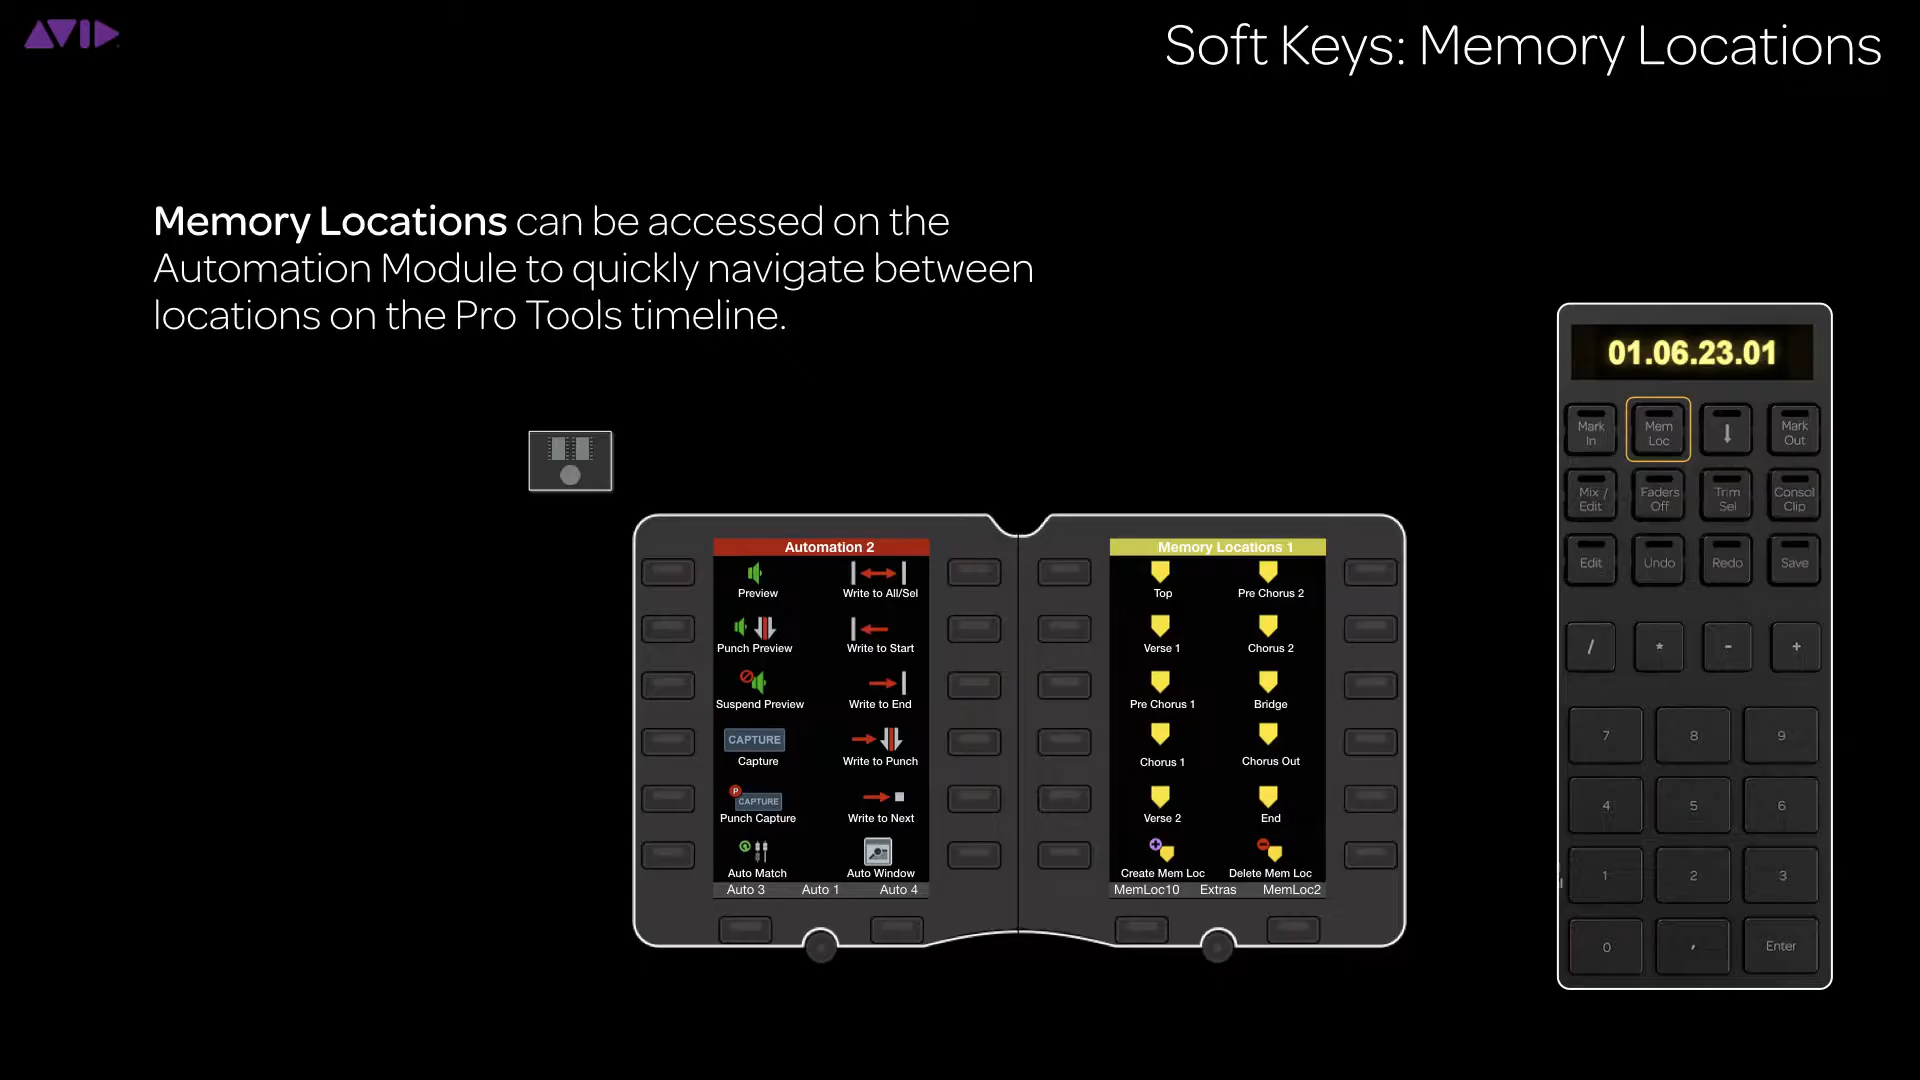 AVID
Soft Keys: Memory Locations
Memory Locations can be accessed on the
Automation Module to quickly navigate between
locations on the Pro Tools timeline.
Automation 2
Preview
Write to All/Sel
Punch Preview
Write to Start
Suspend Preview
Write to End
CAPTURE
Capture
Write to Punch
P
CAPTURE
Punch Capture
Write to Next
Auto Match
Auto Window
Auto 3 Auto 1 Auto 4
Memory Locations 1
Top
Pre Chorus 2
Verse 1
Chorus 2
Pre Chorus 1
Bridge
Chorus 1
Chorus Out
Verse 2
End
Create Mem Loc
Delete Mem Loc
MemLoc10 Extras MemLoc2
01.06.23.01
Mark
In
Mem
Loc
Mark
Out
Mix /
Edit
Faders
Off
Trim
Sel
Consol
Clip
Edit
Undo
Redo
Save
/ * - +
7 8 9
4 5 6
1 2 3
0 , Enter